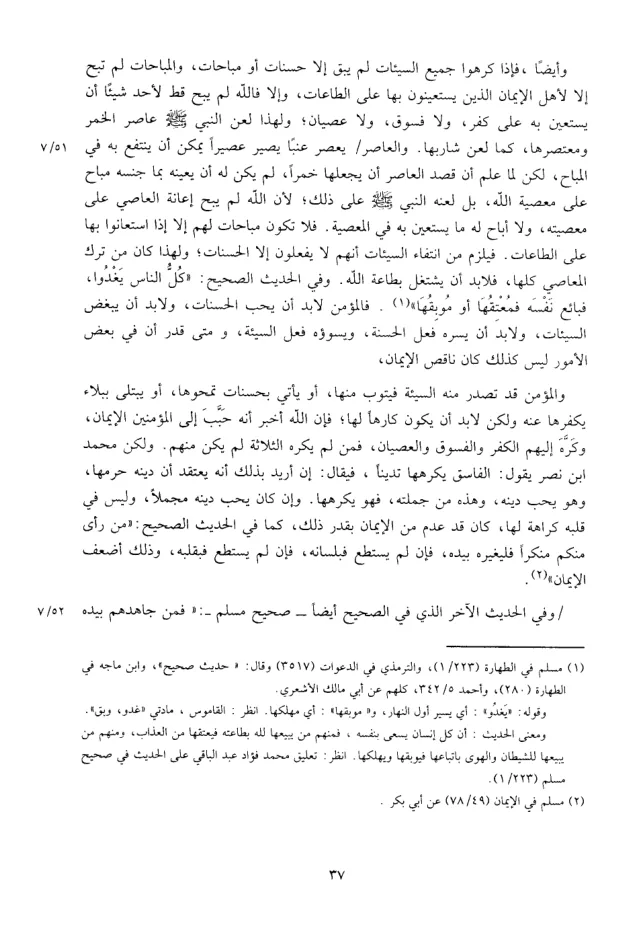 وأيضًا ،فإذا كرهوا جميع السيئات لم يبق إلا حسنات أو مباحات، والمباحات لم تبح
إلا لأهل الإيمان الذين يستعينون بها على الطاعات، وإلا فالله لم يبح قط لأحد شيئًا أن
يستعين به على كفر، ولا فسوق، ولا عصيان؛ ولهذا لعن النبي ﷺ عاصر الخمر
ومعتصرها، كما لعن شاربها. والعاصر/ يعصر عنبًا يصير عصيراً يمكن أن ينتفع به في ٧/٥١
المباح، لكن لما علم أن قصد العاصر أن يجعلها خمراً، لم يكن له أن يعينه بما جنسه مباح
على معصية الله، بل لعنه النبي ﷺ على ذلك؛ لأن الله لم يبح إعانة العاصي على
معصيته، ولا أباح له ما يستعين به في المعصية. فلا تكون مباحات لهم إلا إذا استعانوا بها
على الطاعات. فيلزم من انتفاء السيئات أنهم لا يفعلون إلا الحسنات؛ ولهذا كان من ترك
المعاصي كلها، فلابد أن يشتغل بطاعة الله. وفي الحديث الصحيح: «كُلُّ الناس يَغْدُوا،
فبائع نَفْسَه فمُعْتِقُهَا أو مُوبِقُهَا»(١) . فالمؤمن لابد أن يحب الحسنات، ولابد أن يبغض
السيئات، ولابد أن يسره فعل الحسنة، ويسوؤه فعل السيئة، و متى قدر أن في بعض
الأمور ليس كذلك كان ناقص الإيمان،
والمؤمن قد تصدر منه السيئة فيتوب منها، أو يأتي بحسنات تمحوها، أو يبتلى ببلاء
يكفرها عنه ولكن لابد أن يكون كارهاً لها؛ فإن الله أخبر أنه حَبَّبَ إلى المؤمنين الإيمان،
وكَرَّهَ إليهم الكفر والفسوق والعصيان، فمن لم يكره الثلاثة لم يكن منهم. ولكن محمد
ابن نصر يقول: الفاسق يكرهها تديناً ، فيقال: إن أريد بذلك أنه يعتقد أن دينه حرمها،
وهو يحب دينه، وهذه من جملته، فهو يكرهها. وإن كان يحب دينه مجملاً، وليس في
قلبه كراهة لها، كان قد عدم من الإيمان بقدر ذلك، كما في الحديث الصحيح:«من رأى
منكم منكراً فليغيره بيده، فإن لم يستطع فبلسانه، فإن لم يستطع فبقلبه، وذلك أضعف
الإيمان»(٢).
/وفي الحديث الآخر الذي في الصحيح أيضاً ــ صحيح مسلم ـ:« فمن جاهدهم بيده ٧/٥٢
(١) مسلم في الطهارة (١/٢٢٣)، والترمذي في الدعوات (٣٥١٧) وقال: « حديث صحيح»، وابن ماجه في
الطهارة (٢٨٠)، وأحمد ٣٤٢/٥، كلهم عن أبي مالك الأشعري.
وقوله: «يَغدُو» : أي يسير أول النهار، و« موبقها» : أي مهلكها. انظر : القاموس ، مادتي «غدو، وبق».
ومعنى الحديث : أن كل إنسان يسعى بنفسه ، فمنهم من يبيعها لله بطاعته فيعتقها من العذاب، ومنهم من
يبيعها للشيطان والهوى باتباعها فيوبقها ويهلكها. انظر: تعليق محمد فؤاد عبد الباقي على الحديث في صحيح
مسلم (١/٢٢٣).
(٢) مسلم في الإيمان (٧٨/٤٩) عن أبي بكر .
٣٧